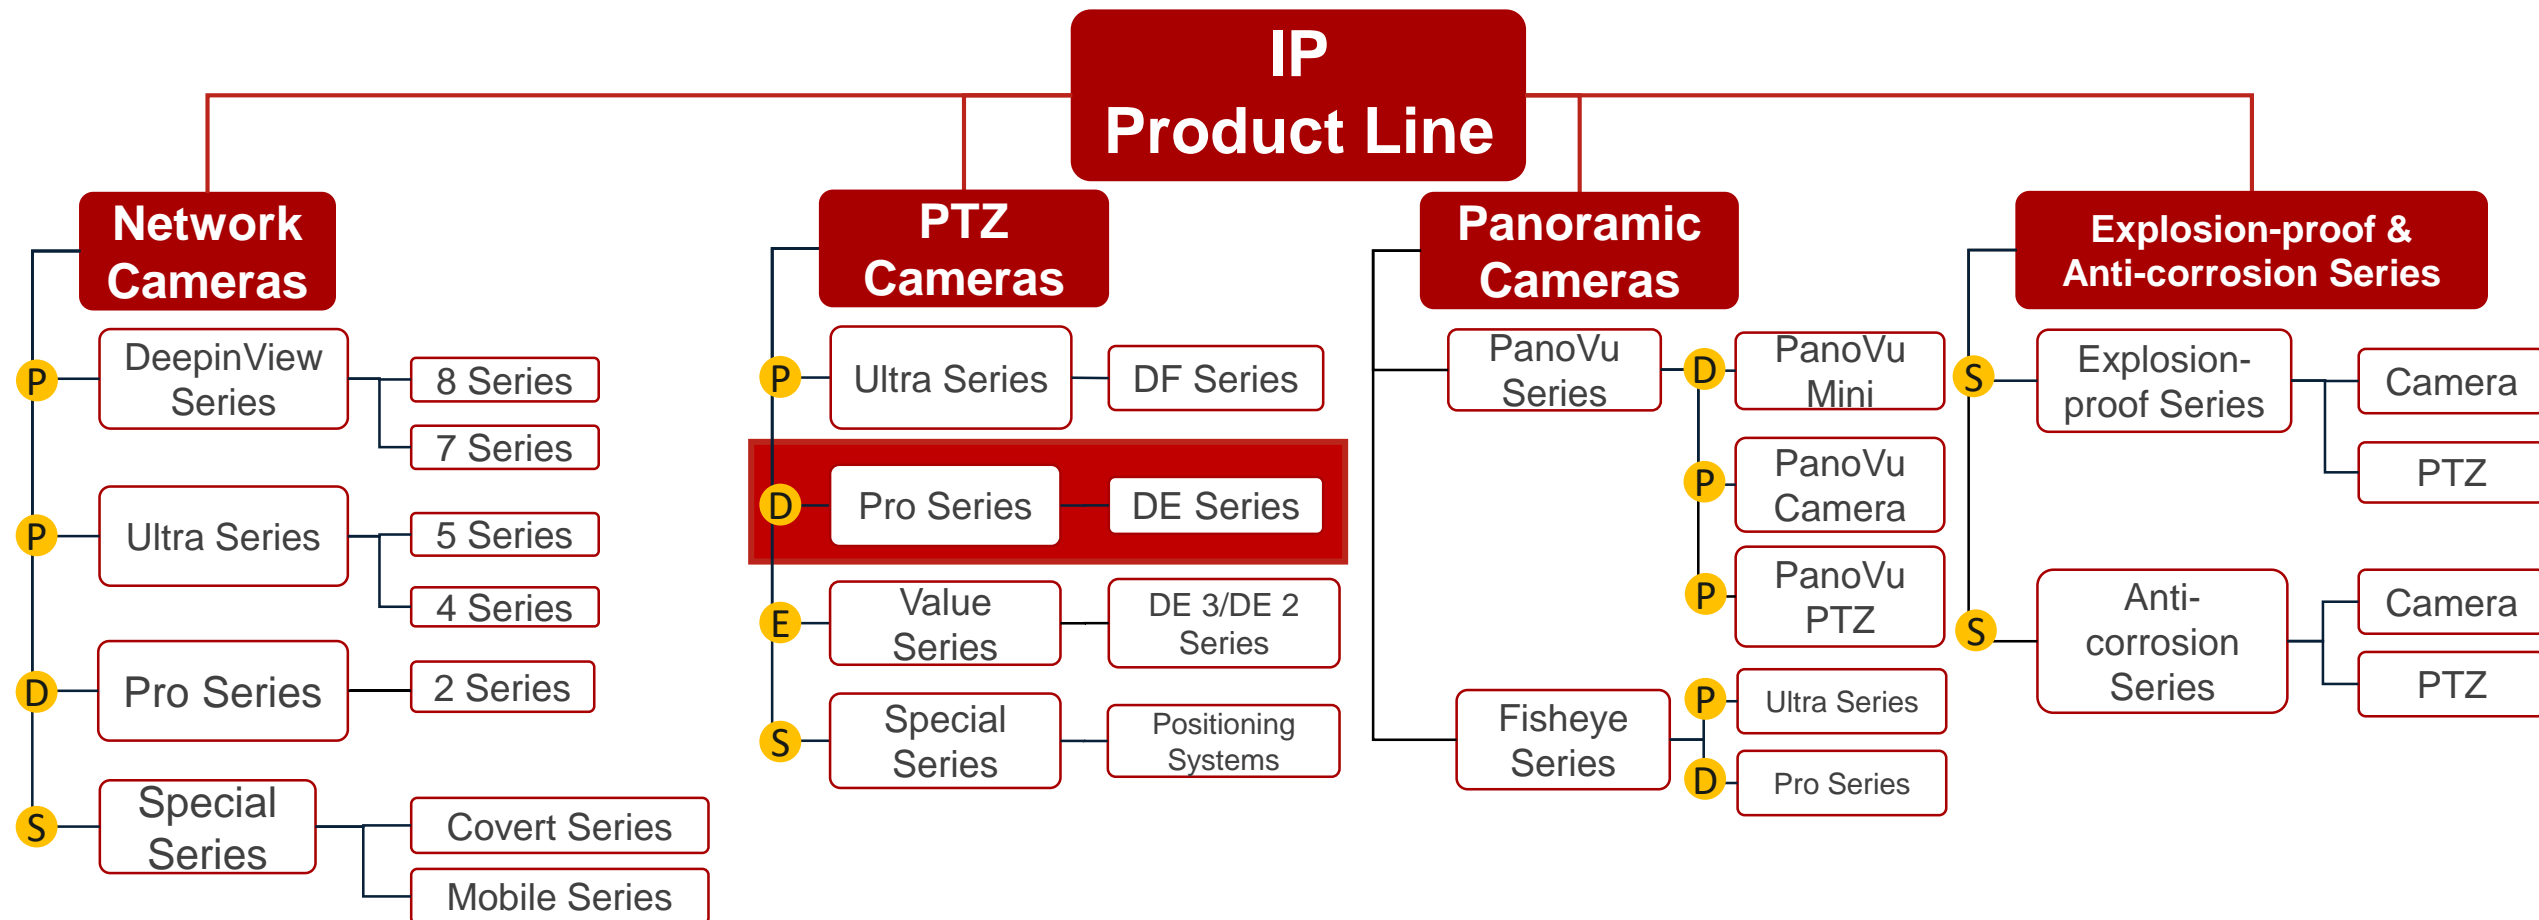 IP
Product Line
Network
Cameras
P
DeepinView
Series
8 Series
7 Series
P
Ultra Series
5 Series
4 Series
D
Pro Series
2 Series
S
Special
Series
Covert Series
Mobile Series
PTZ
Cameras
P
Ultra Series
DF Series
D
Pro Series
DE Series
E
Value
Series
DE 3/DE 2
Series
S
Special
Series
Positioning
Systems
Panoramic
Cameras
PanoVu
Series
D
PanoVu
Mini
P
PanoVu
Camera
P
PanoVu
PTZ
Fisheye
Series
P
Ultra Series
D
Pro Series
Explosion-proof &
Anti-corrosion Series
S
Explosion-
proof Series
Camera
PTZ
S
Anti-
corrosion
Series
Camera
PTZ